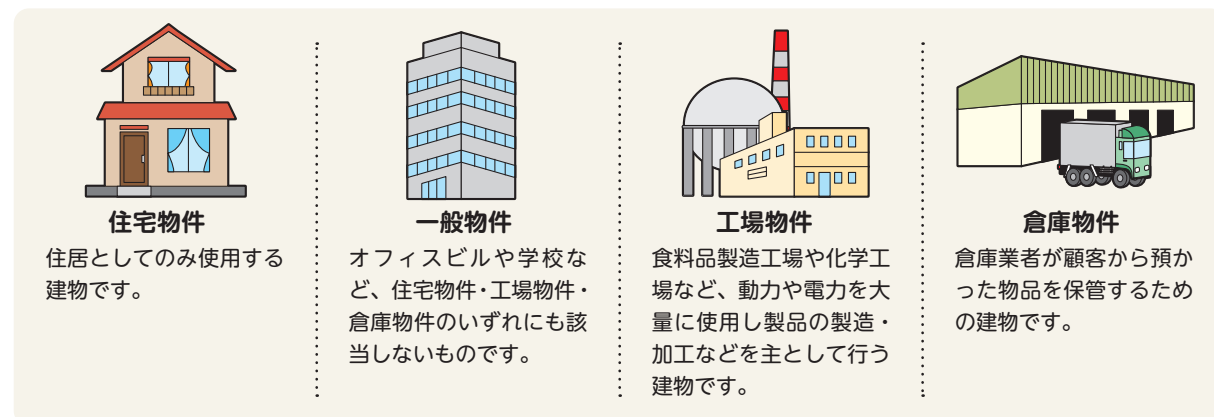 住宅物件
住居としてのみ使用する
建物です。
一般物件
オフィスビルや学校な
ど、住宅物件・工場物件・
倉庫物件のいずれにも該
当しないものです。
工場物件
食料品製造工場や化学工
場など、動力や電力を大
量に使用し製品の製造・
加工などを主として行う
建物です。
倉庫物件
倉庫業者が顧客から預か
った物品を保管するため
の建物です。